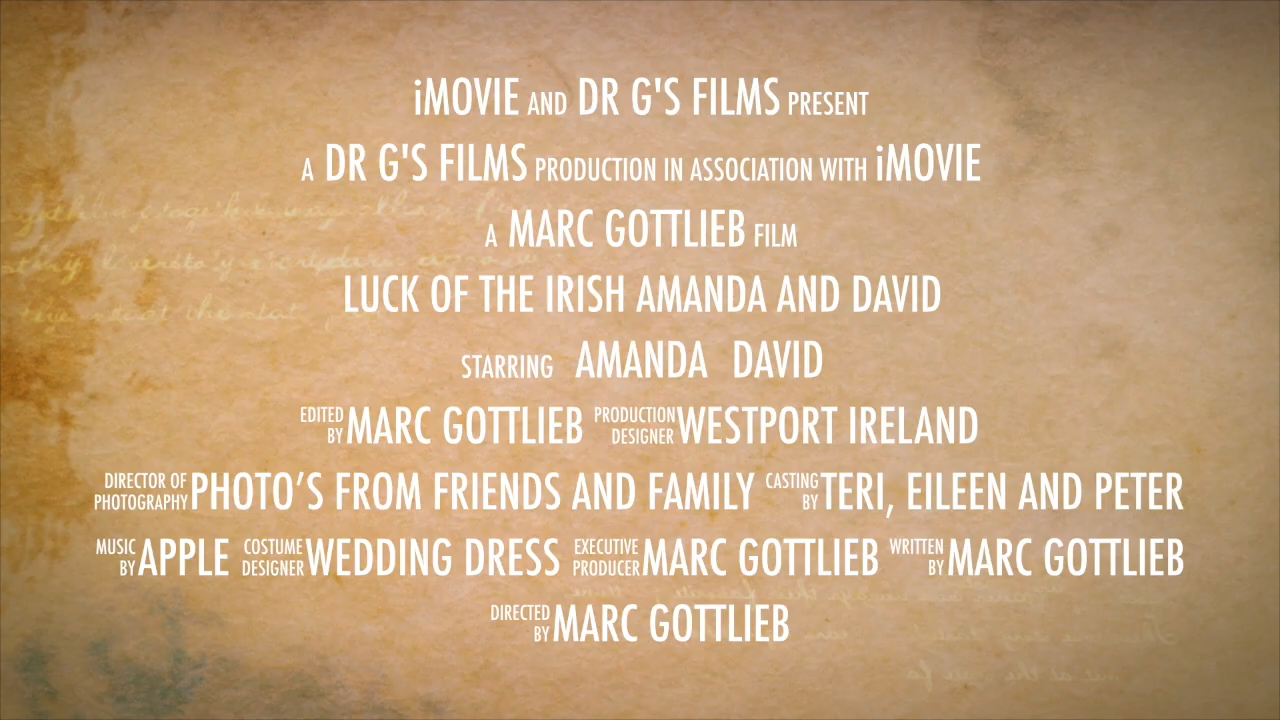 iMOVIE AND DR G'S FILMS PRESENT
A DR G'S FILMS PRODUCTION IN ASSOCIATION WITH iMOVIE
A MARC GOTTLIEB FILM
LUCK OF THE IRISH AMANDA AND DAVID
STARRING AMANDA DAVID
EDITED BY MARC GOTTLIEB PRODUCTION DESIGNER WESTPORT IRELAND
DIRECTOR OF PHOTOGRAPHY PHOTO’S FROM FRIENDS AND FAMILY CASTING BY TERI, EILEEN AND PETER
MUSIC BY APPLE COSTUME DESIGNER WEDDING DRESS EXECUTIVE PRODUCER MARC GOTTLIEB WRITTEN BY MARC GOTTLIEB
DIRECTED BY MARC GOTTLIEB